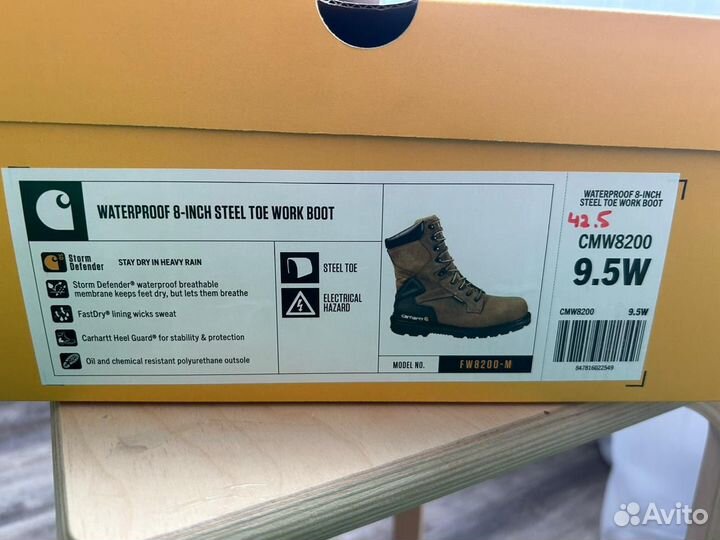 WATERPROOF 8-INCH STEEL TOE WORK BOOT
Storm Defender
STAY DRY IN HEAVY RAIN
Storm Defender® waterproof breathable
membrane keeps feet dry, but lets them breathe
FastDry® lining wicks sweat
Carhartt Heel Guard® for stability & protection
Oil and chemical resistant polyurethane outsole
STEEL TOE
ELECTRICAL
HAZARD
carhartt
MODEL NO.
FW8200-M
WATERPROOF 8-INCH
STEEL TOE WORK BOOT
42.5
CMW8200
9.5W
CMW8200 9.5W
847816022549
Avito